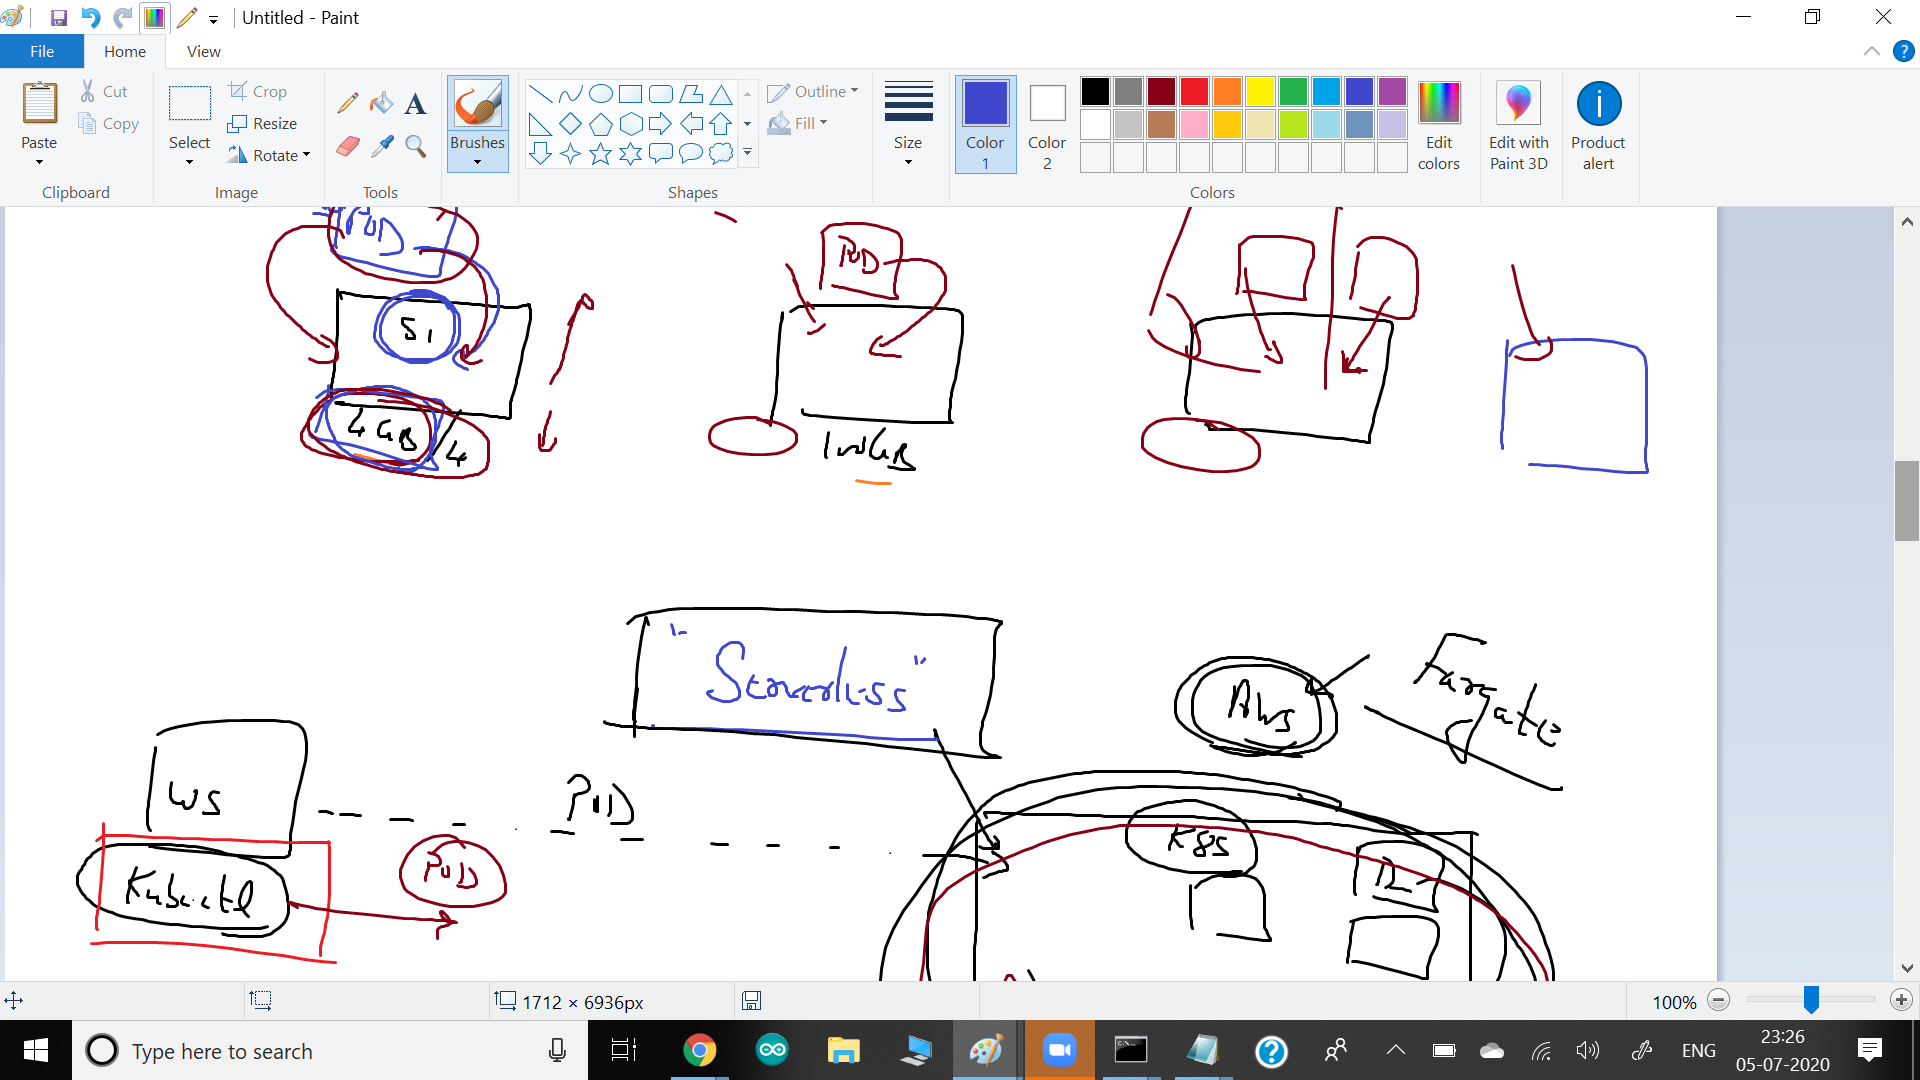 Untitled - Paint
File
Home
View
Paste
Cut
Copy
Clipboard
Select
Crop
Resize
Rotate
Image
Tools
Brushes
Shapes
Outline
Fill
Size
Color 1
Color 2
Edit colors
Colors
Edit with Paint 3D
Product alert
POD
POD
S1
4GB/4
"Serverless"
AWS
Fargate
WS
POD
K8S
Kubectl
POD
1712 × 6936px
100%
Type here to search
ENG
23:26
05-07-2020